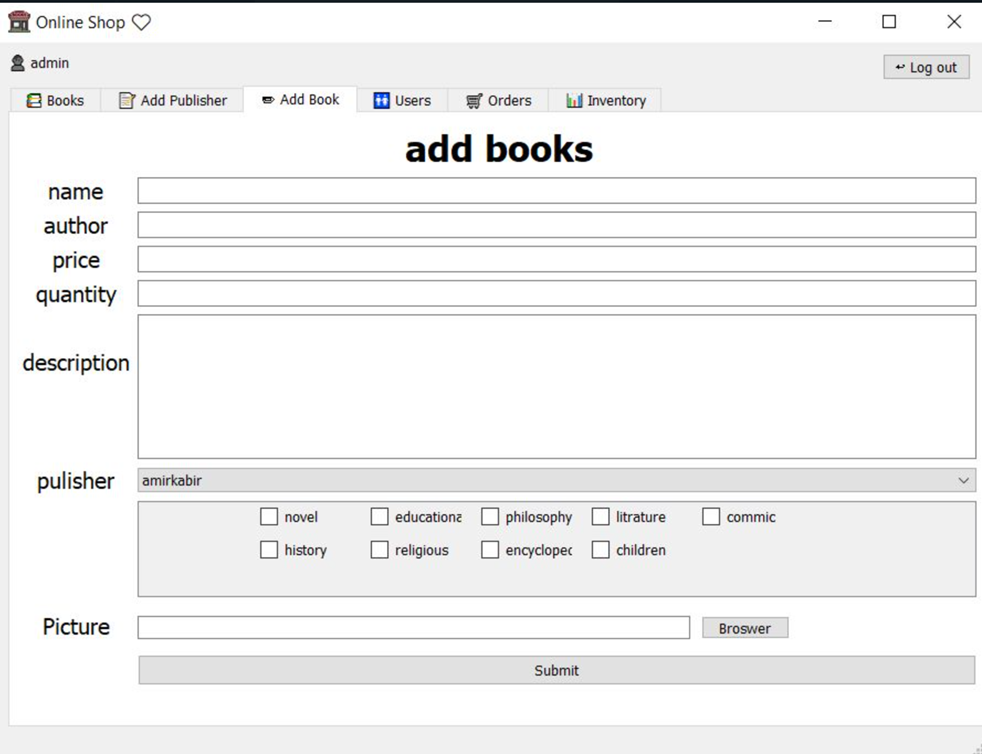 Online Shop
admin
Log out
Books Add Publisher Add Book Users Orders Inventory
add books
name
author
price
quantity
description
pulisher amirkabir
novel educationa philosophy litrature commic
history religious encyclopec children
Picture Broswer
Submit